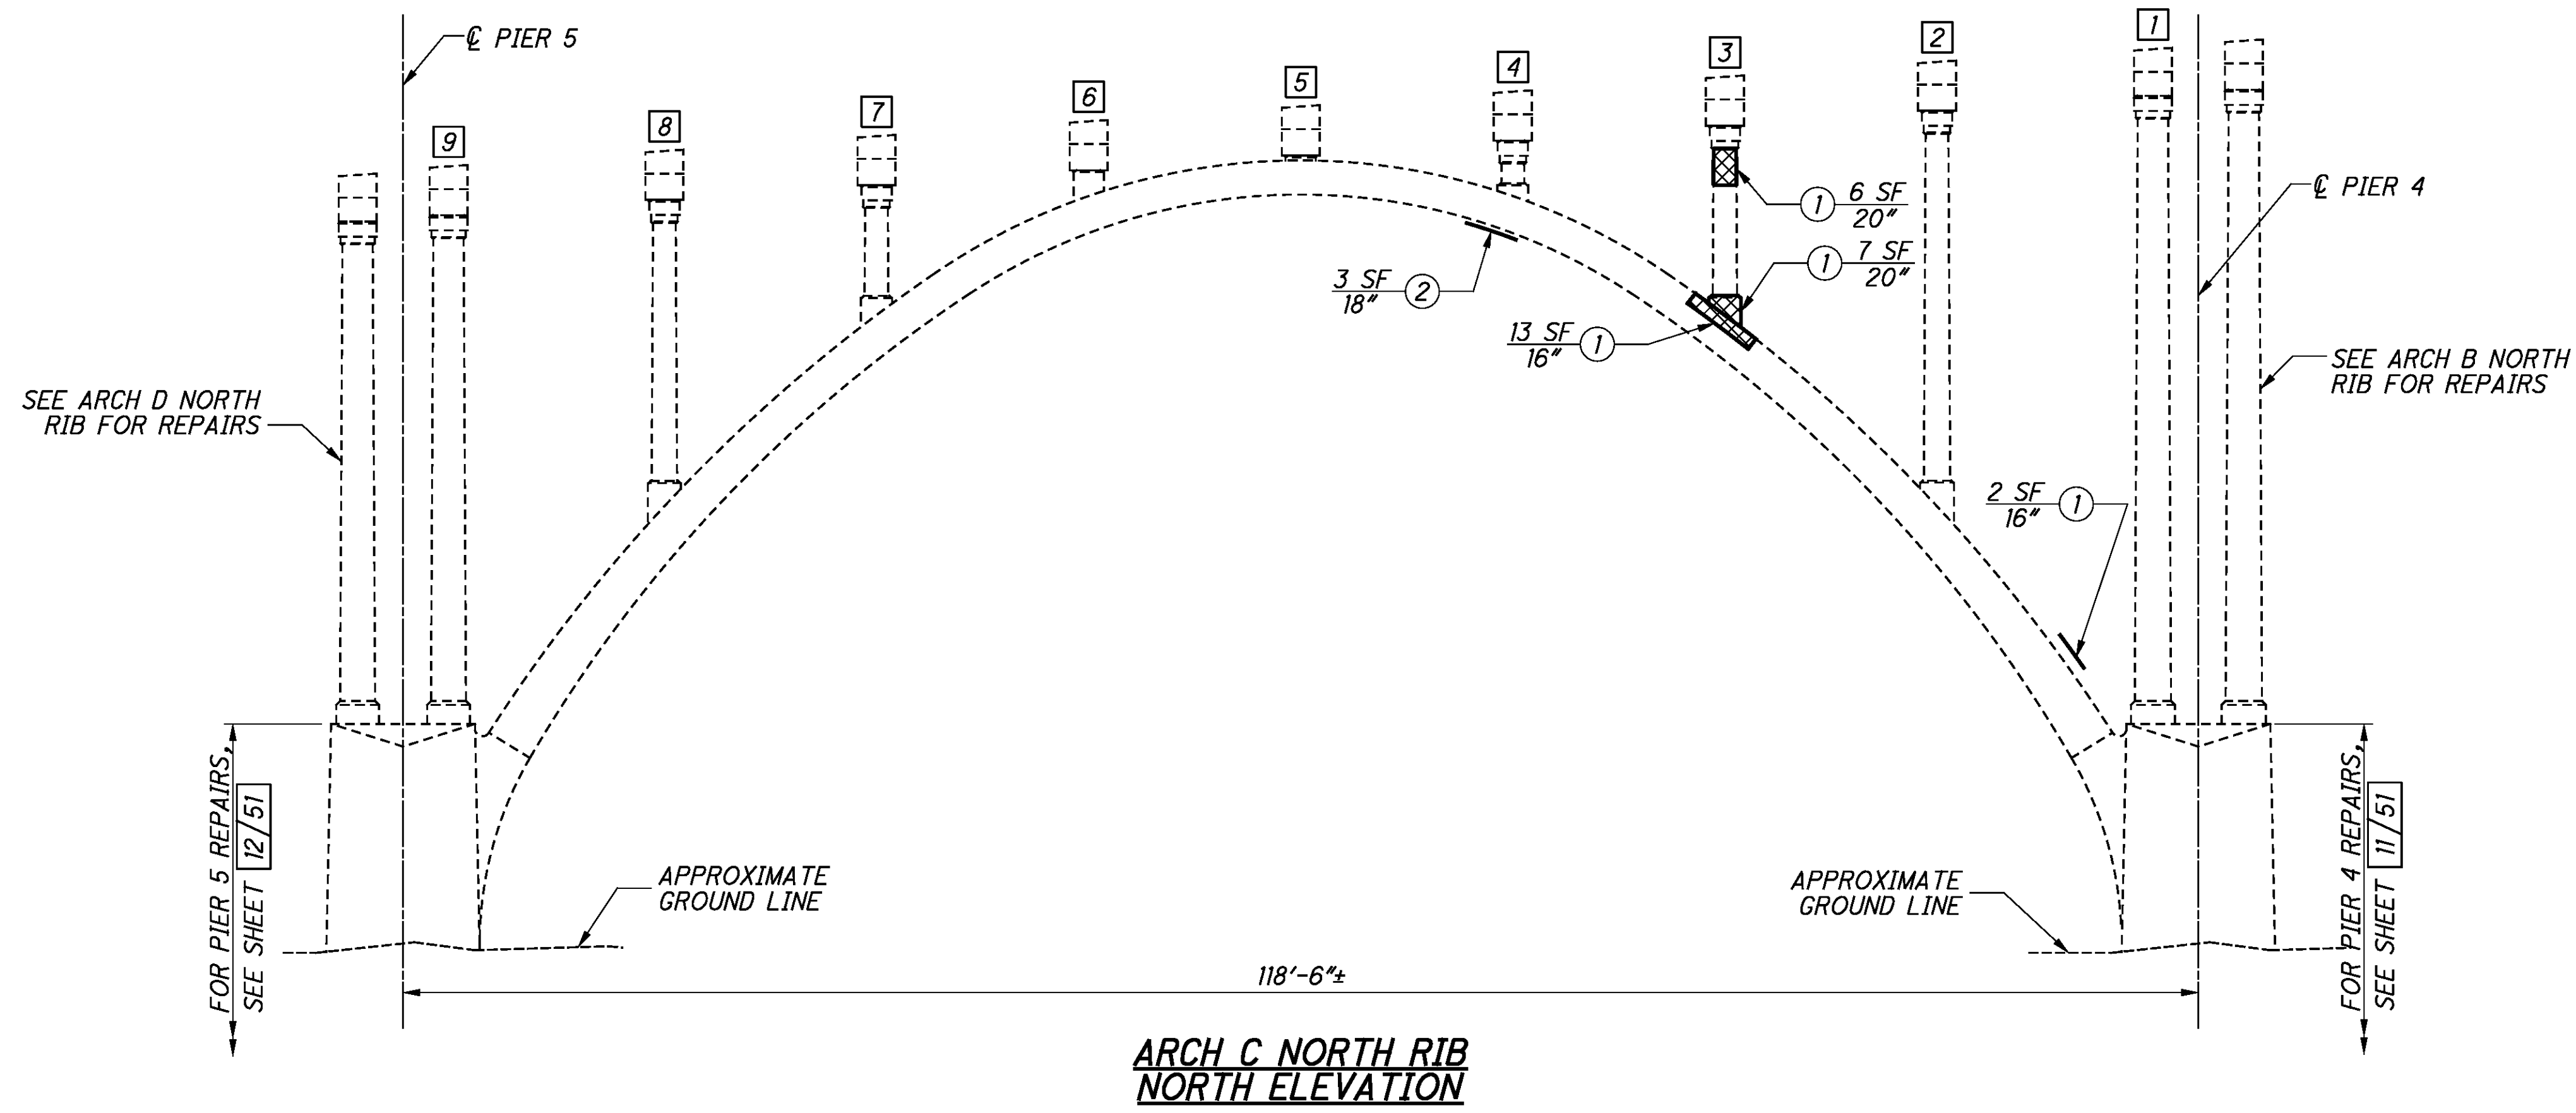 ℄ PIER 5
9
8
7
6
5
4
3
2
1
℄ PIER 4
1 6 SF
20"
1 7 SF
20"
3 SF 2
18"
13 SF 1
16"
2 SF 1
16"
SEE ARCH D NORTH
RIB FOR REPAIRS
SEE ARCH B NORTH
RIB FOR REPAIRS
FOR PIER 5 REPAIRS,
SEE SHEET 12/51
APPROXIMATE
GROUND LINE
APPROXIMATE
GROUND LINE
FOR PIER 4 REPAIRS,
SEE SHEET 11/51
118'-6"±
ARCH C NORTH RIB
NORTH ELEVATION